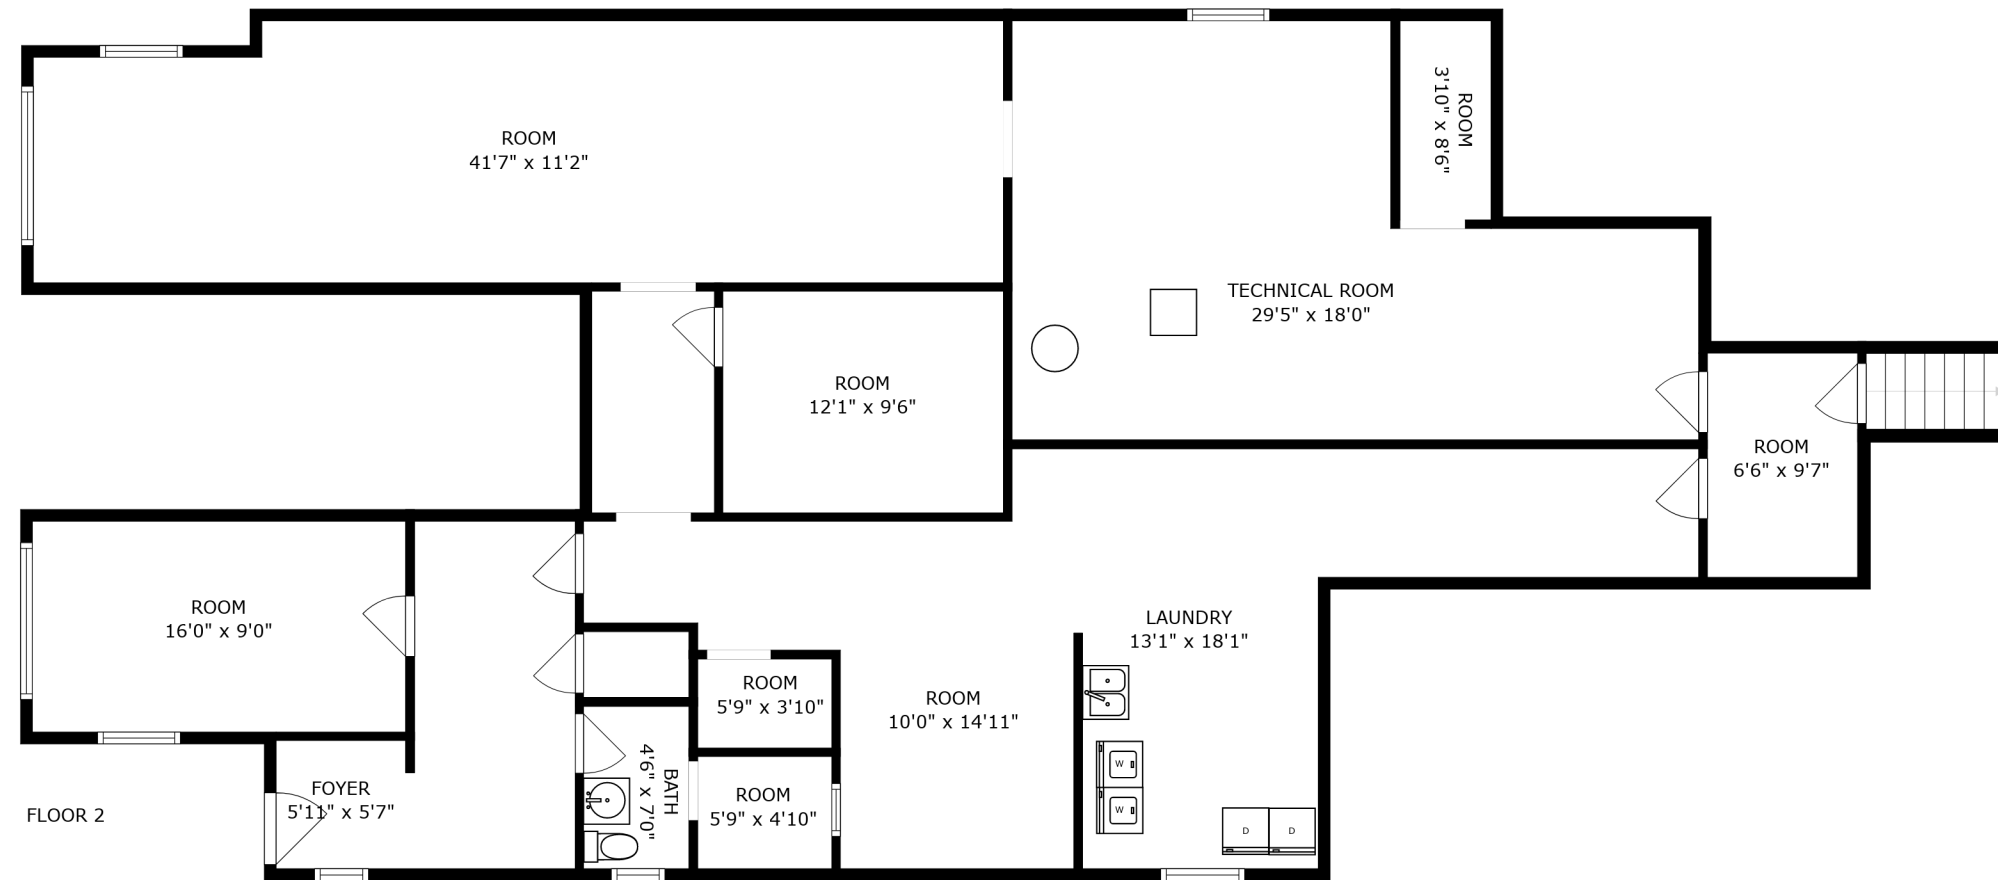 ROOM
41'7" x 11'2"
ROOM
3'10" x 8'6"
TECHNICAL ROOM
29'5" x 18'0"
ROOM
12'1" x 9'6"
ROOM
6'6" x 9'7"
ROOM
16'0" x 9'0"
LAUNDRY
13'1" x 18'1"
ROOM
5'9" x 3'10"
ROOM
10'0" x 14'11"
FOYER
5'11" x 5'7"
BATH
4'6" x 7'0"
ROOM
5'9" x 4'10"
W
W
D
D
FLOOR 2